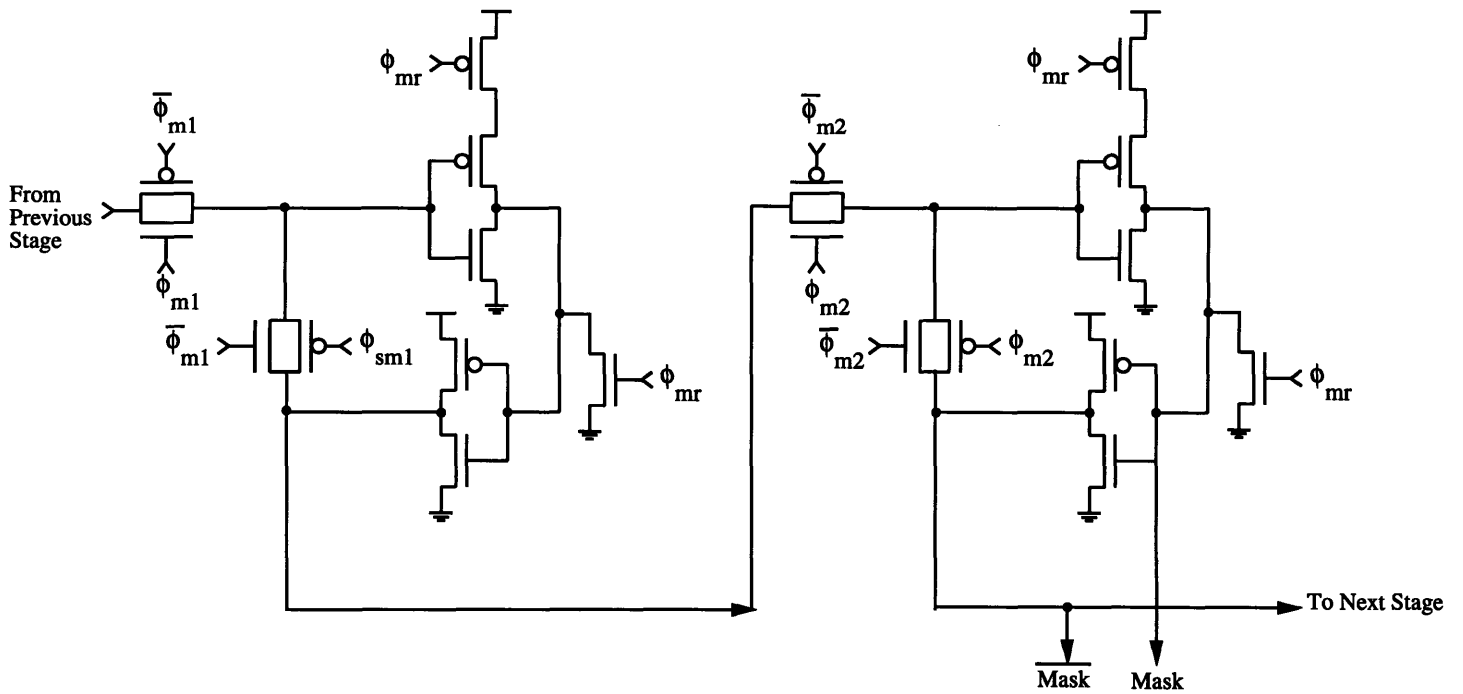 ϕmr
ϕmr
ϕ̅m1
ϕ̅m2
From
Previous
Stage
ϕm1
ϕm2
ϕ̅m1
ϕsm1
ϕmr
ϕ̅m2
ϕm2
ϕmr
To Next Stage
M̅a̅s̅k̅
Mask